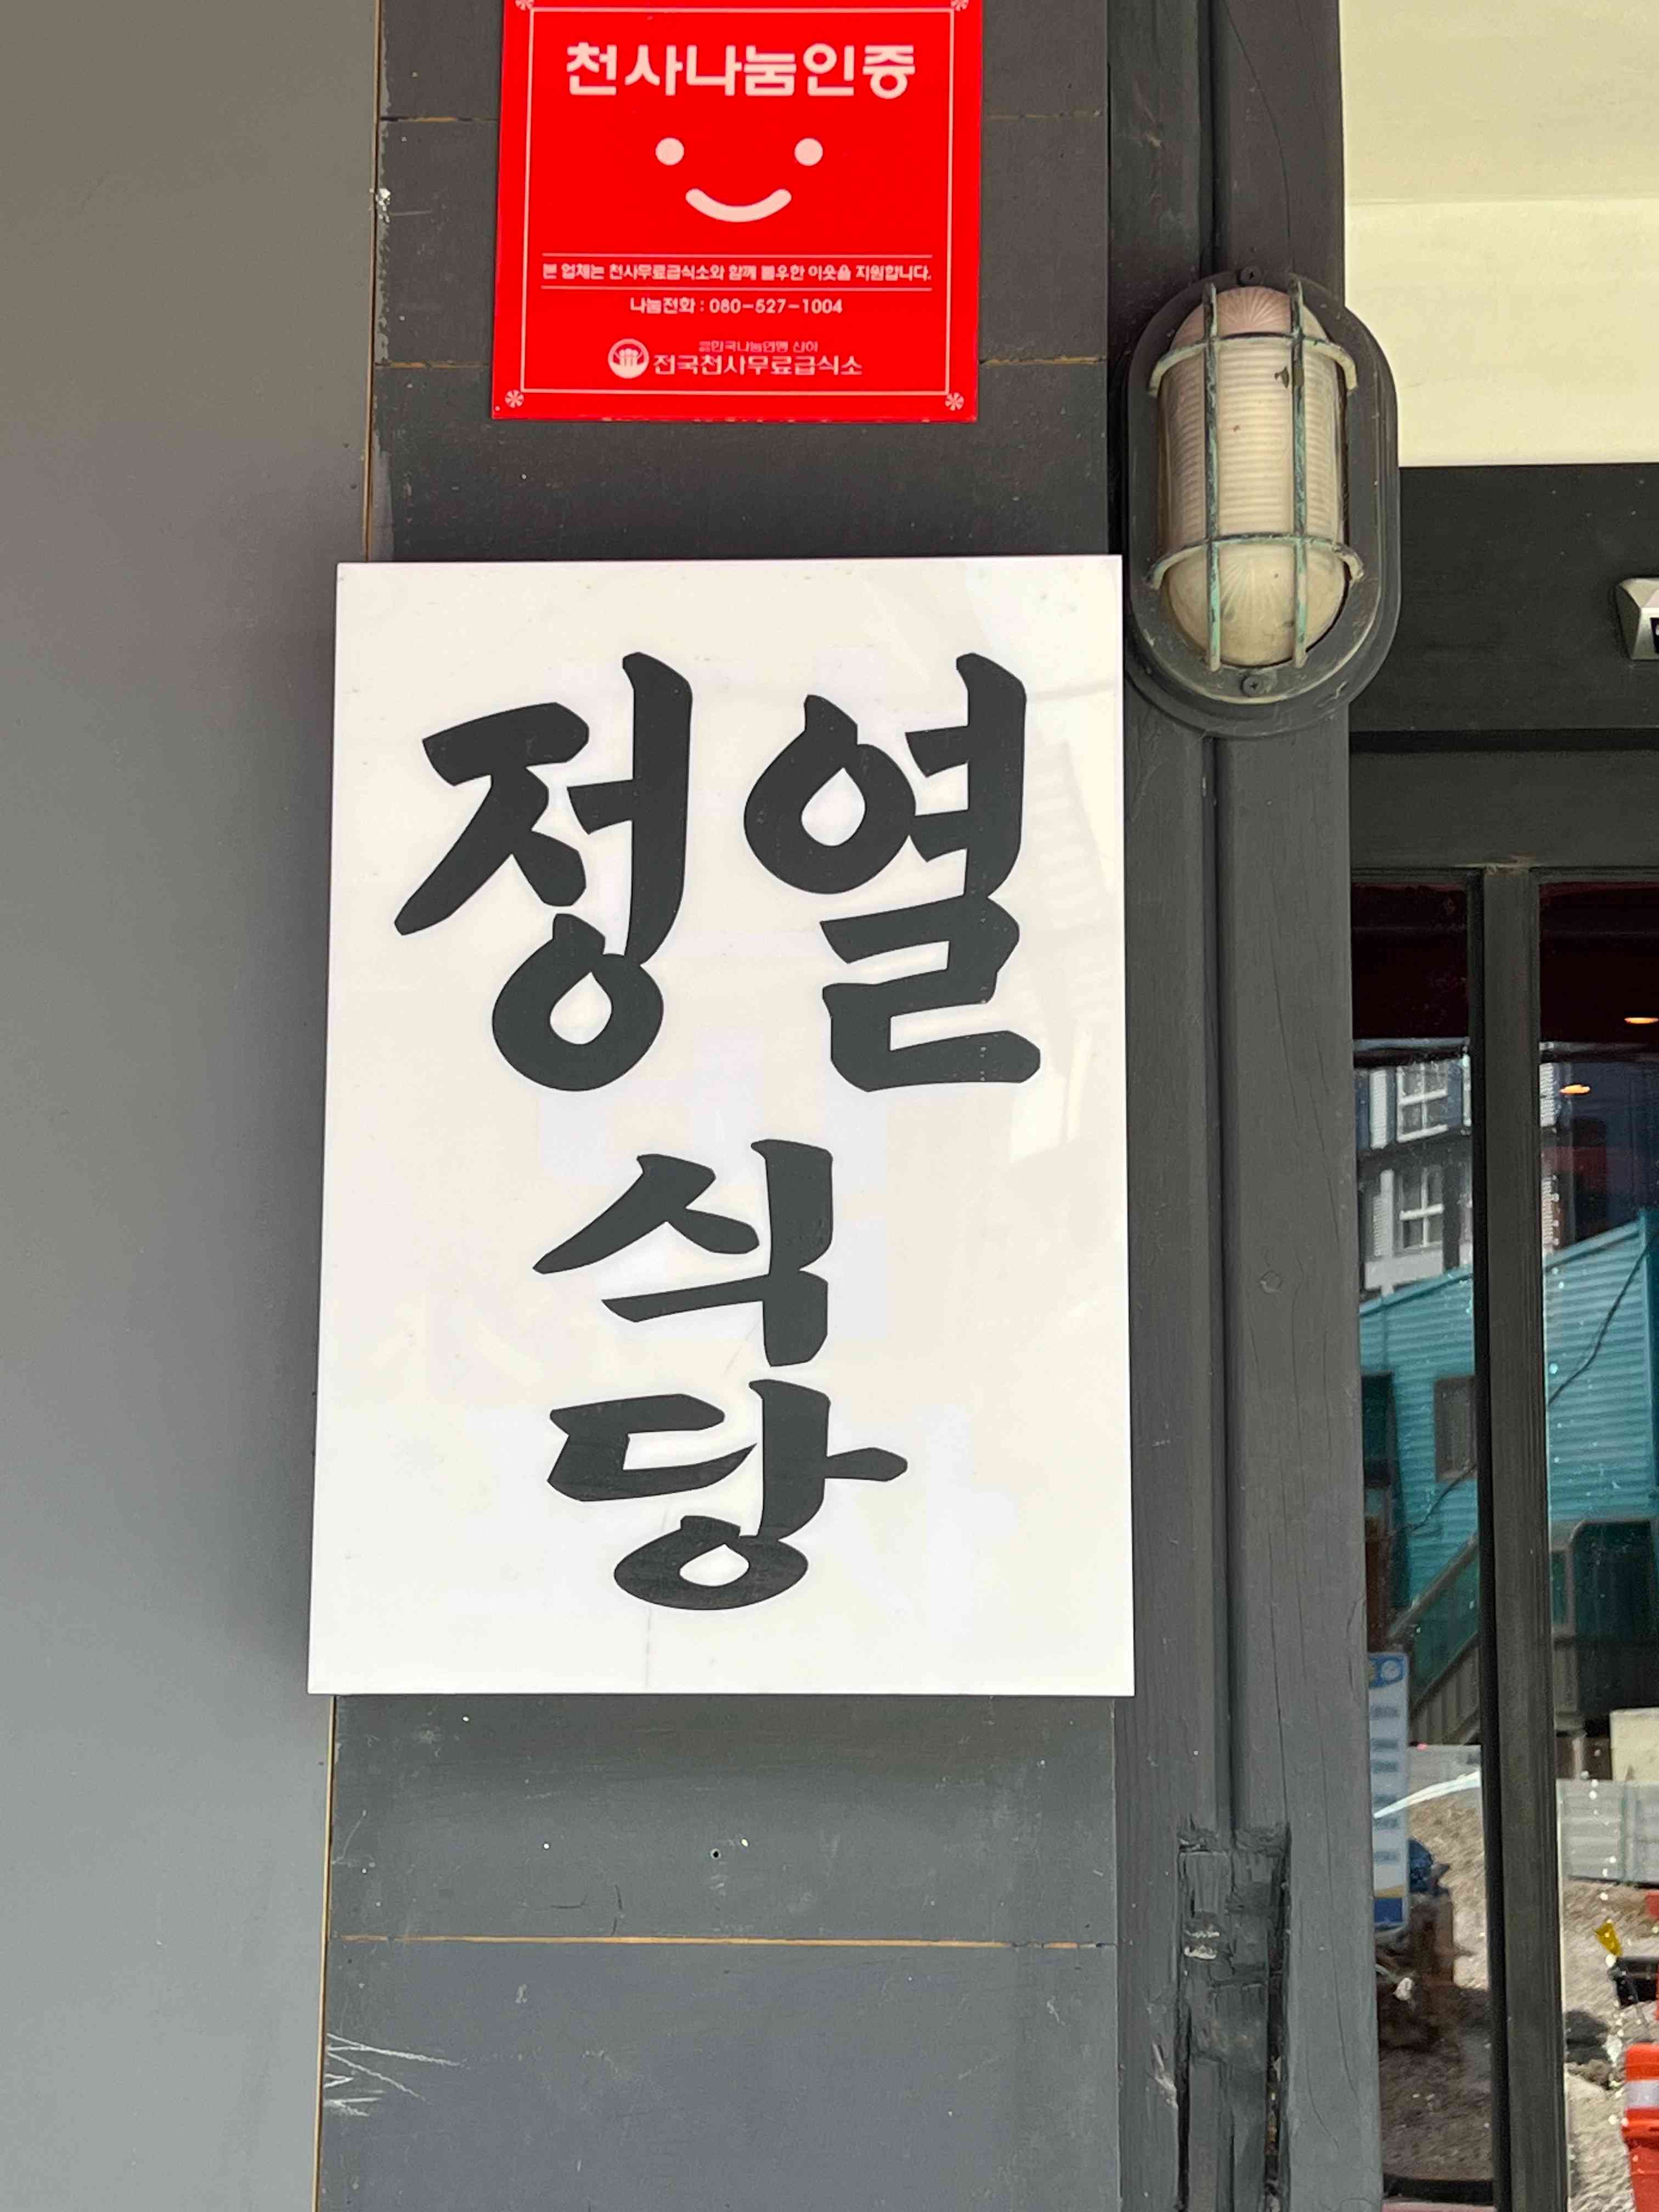 천사나눔인증
본 업체는 천사무료급식소와 함께 불우한 이웃을 지원합니다.
나눔전화 : 080-527-1004
전국천사무료급식소
정열
식
당